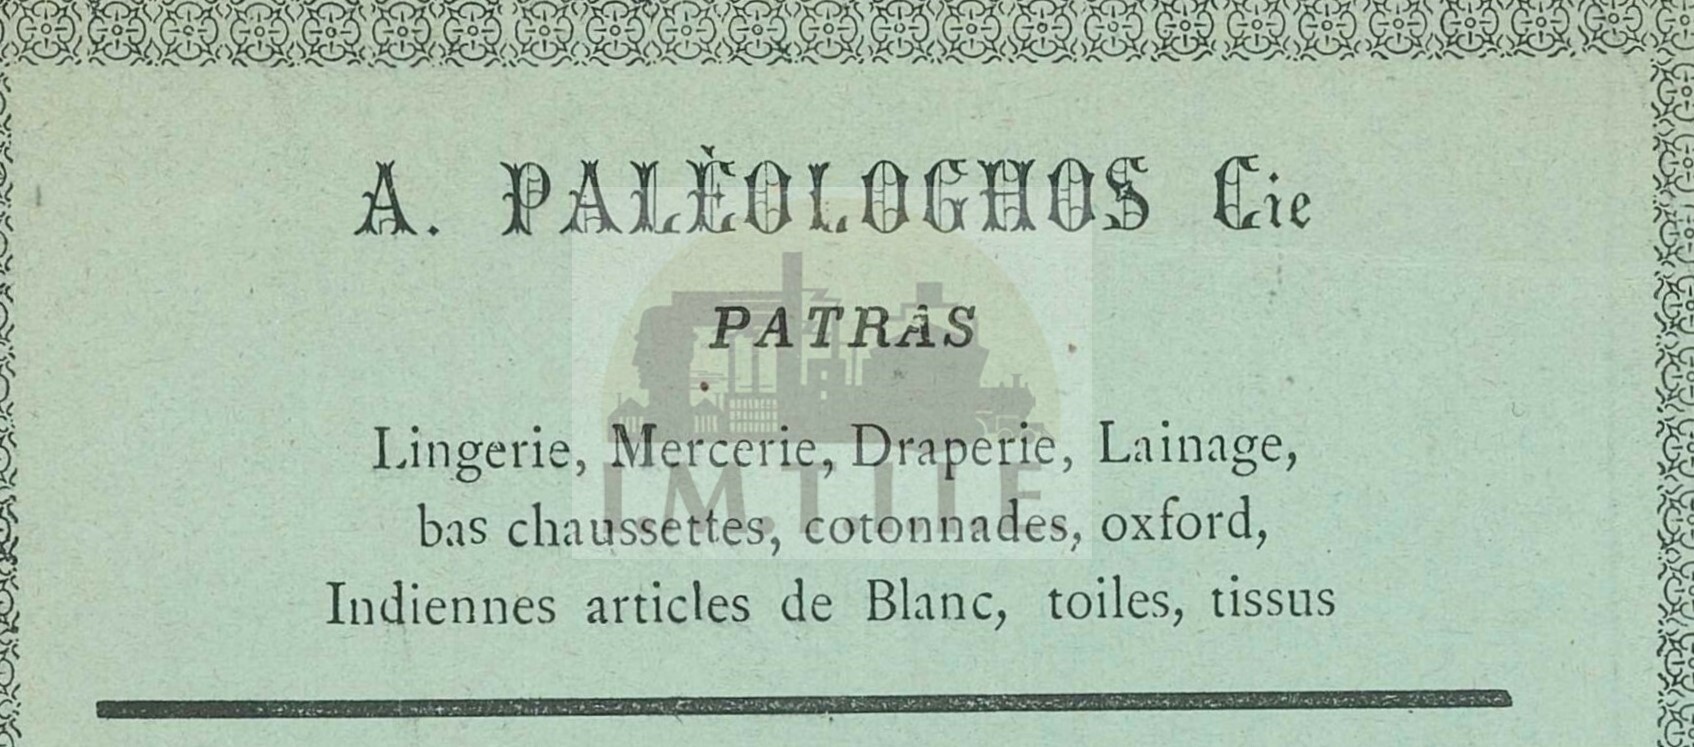 A. PALÈOLOGHOS Cie
PATRAS
Lingerie, Mercerie, Draperie, Lainage,
bas chaussettes, cotonnades, oxford,
Indiennes articles de Blanc, toiles, tissus